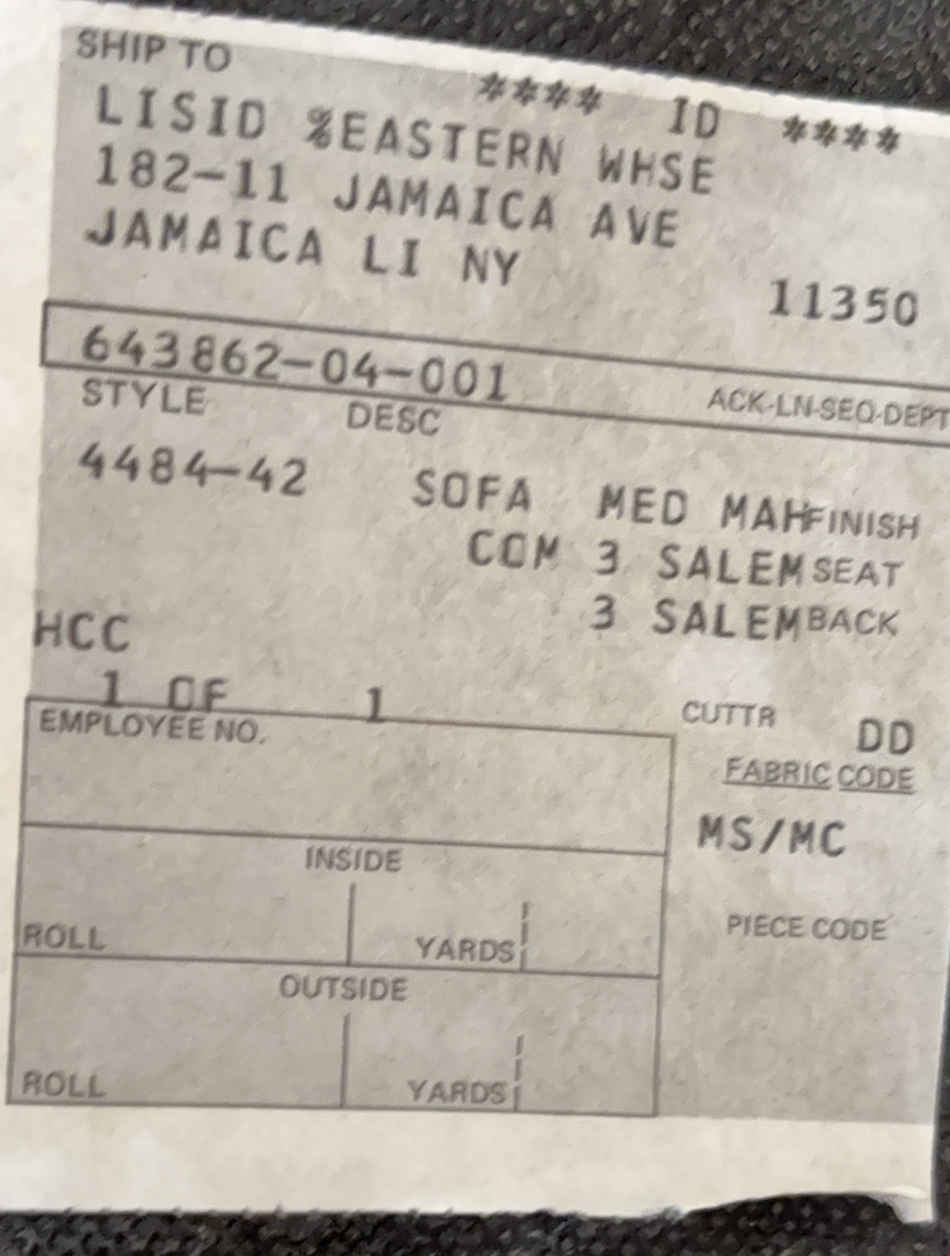 SHIP TO
**** ID ****
LISID %EASTERN WHSE
182-11 JAMAICA AVE
JAMAICA LI NY
11350
643862-04-001
ACK-LN-SEQ-DEPT
STYLE DESC
4484-42 SOFA MED MAH FINISH
COM 3 SALEM SEAT
3 SALEM BACK
HCC
1 OF 1
EMPLOYEE NO.
CUTTR DD
FABRIC CODE
MS/MC
INSIDE
ROLL YARDS
PIECE CODE
OUTSIDE
ROLL YARDS